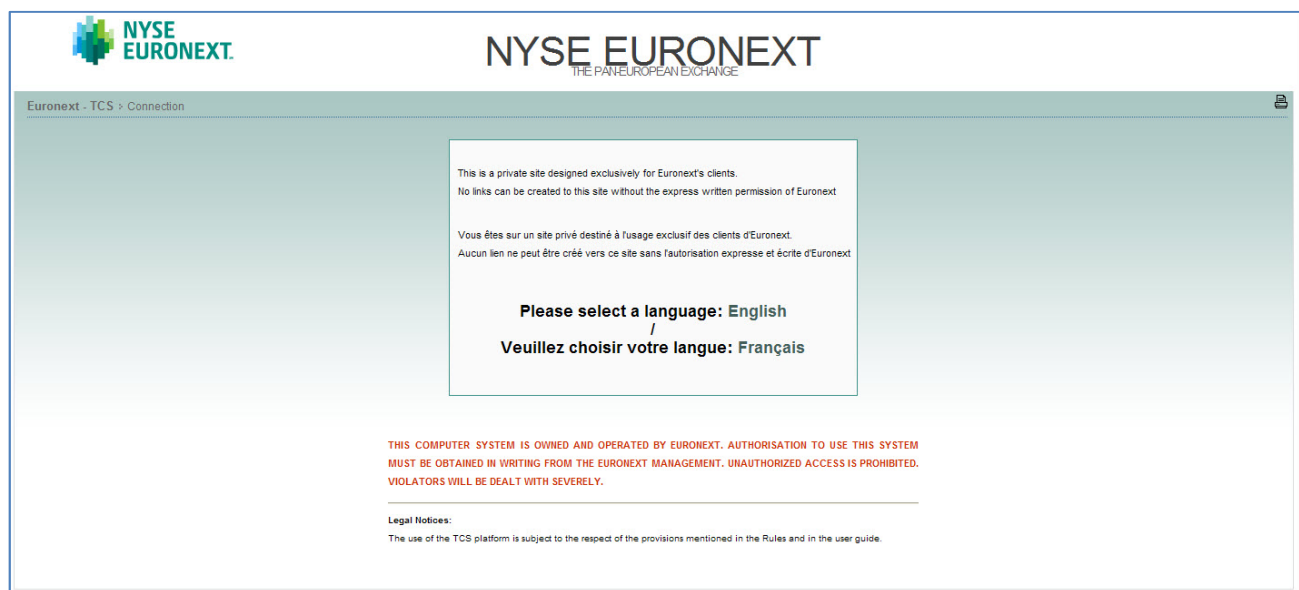 NYSE
EURONEXT.
NYSE EURONEXT
THE PAN-EUROPEAN EXCHANGE
Euronext - TCS > Connection
This is a private site designed exclusively for Euronext's clients.
No links can be created to this site without the express written permission of Euronext
Vous êtes sur un site privé destiné à l'usage exclusif des clients d'Euronext.
Aucun lien ne peut être créé vers ce site sans l'autorisation expresse et écrite d'Euronext
Please select a language: English
/
Veuillez choisir votre langue: Français
THIS COMPUTER SYSTEM IS OWNED AND OPERATED BY EURONEXT. AUTHORISATION TO USE THIS SYSTEM
MUST BE OBTAINED IN WRITING FROM THE EURONEXT MANAGEMENT. UNAUTHORIZED ACCESS IS PROHIBITED.
VIOLATORS WILL BE DEALT WITH SEVERELY.
Legal Notices:
The use of the TCS platform is subject to the respect of the provisions mentioned in the Rules and in the user guide.